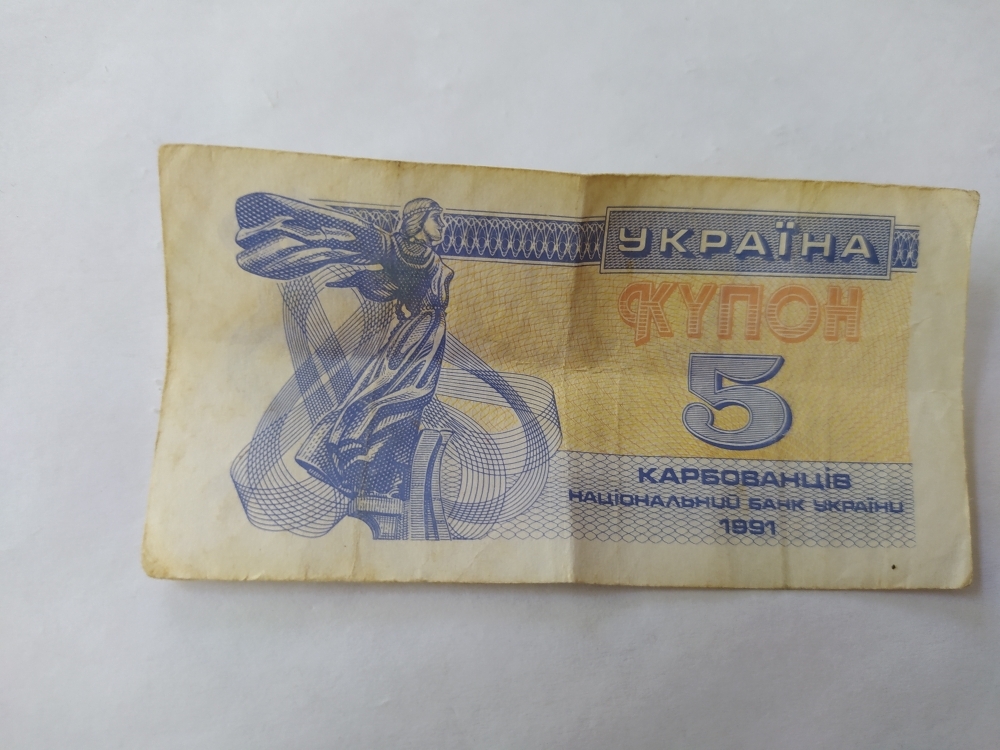 УКРАЇНА
КУПОН
5
КАРБОВАНЦІВ
НАЦІОНАЛЬНИЙ БАНК УКРАЇНИ
1991